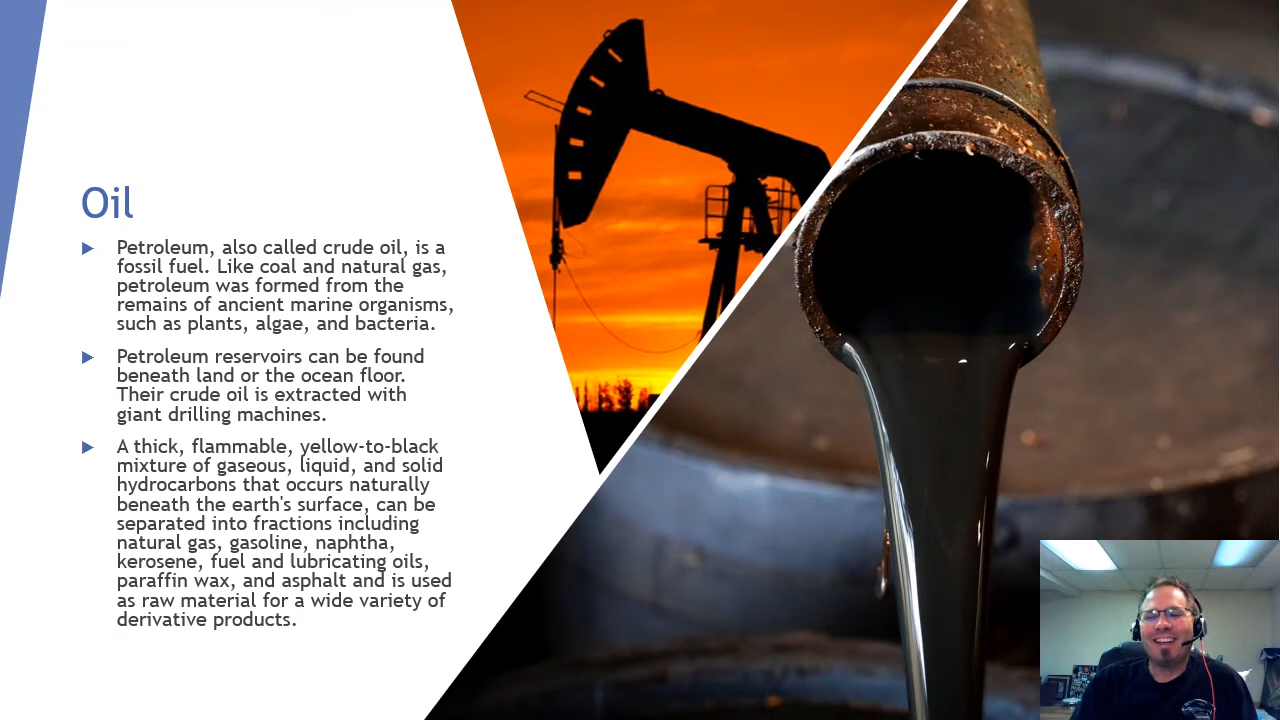 Oil
Petroleum, also called crude oil, is a
fossil fuel. Like coal and natural gas,
petroleum was formed from the
remains of ancient marine organisms,
such as plants, algae, and bacteria.
Petroleum reservoirs can be found
beneath land or the ocean floor.
Their crude oil is extracted with
giant drilling machines.
A thick, flammable, yellow-to-black
mixture of gaseous, liquid, and solid
hydrocarbons that occurs naturally
beneath the earth's surface, can be
separated into fractions including
natural gas, gasoline, naphtha,
kerosene, fuel and lubricating oils,
paraffin wax, and asphalt and is used
as raw material for a wide variety of
derivative products.